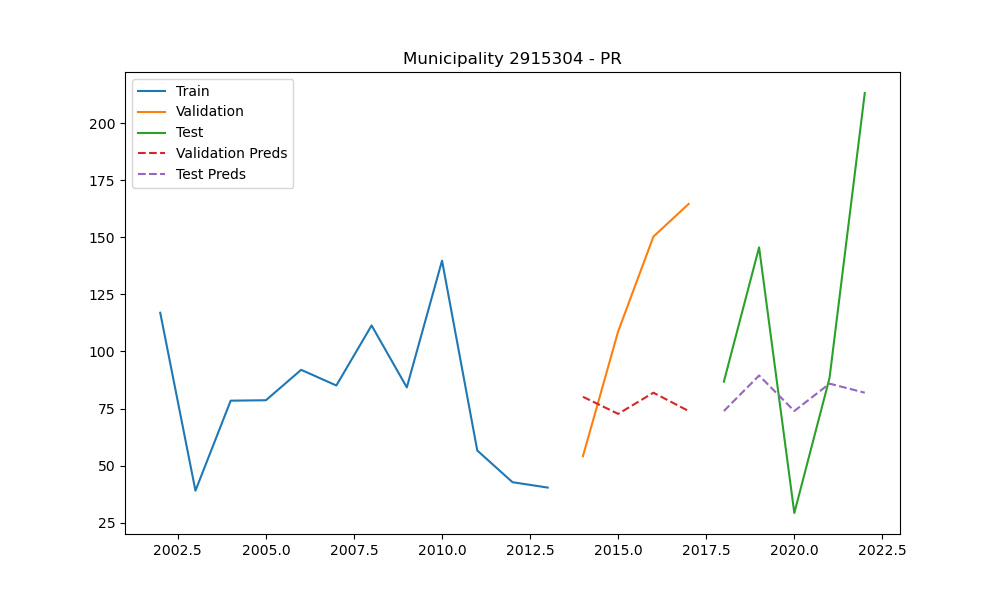 Municipality 2915304 - PR
Train
Validation
Test
Validation Preds
Test Preds
200
175
150
125
100
75
50
25
2002.5 2005.0 2007.5 2010.0 2012.5 2015.0 2017.5 2020.0 2022.5